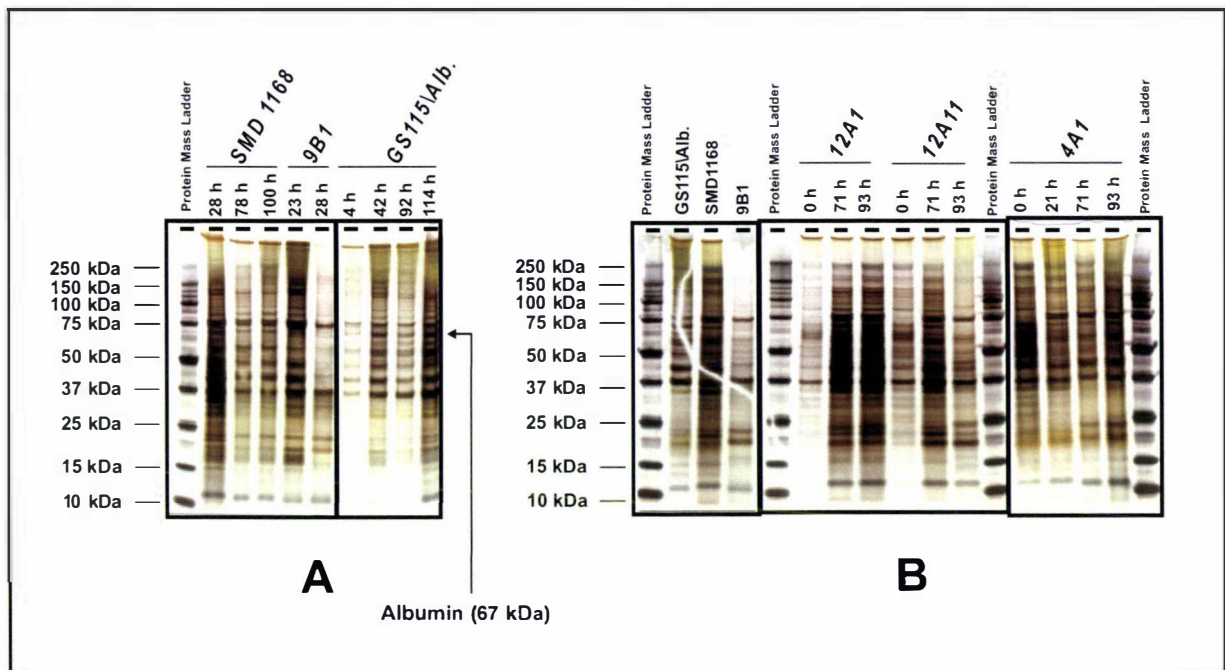 Protein Mass Ladder
SMD 1168
28 h
78 h
100 h
9B1
23 h
28 h
GS115\Alb.
4 h
42 h
92 h
114 h
250 kDa
150 kDa
100 kDa
75 kDa
50 kDa
37 kDa
25 kDa
15 kDa
10 kDa
A
Albumin (67 kDa)
Protein Mass Ladder
GS115\Alb.
SMD1168
9B1
Protein Mass Ladder
12A1
0 h
71 h
93 h
12A11
0 h
71 h
93 h
Protein Mass Ladder
4A1
0 h
21 h
71 h
93 h
Protein Mass Ladder
250 kDa
150 kDa
100 kDa
75 kDa
50 kDa
37 kDa
25 kDa
15 kDa
10 kDa
B